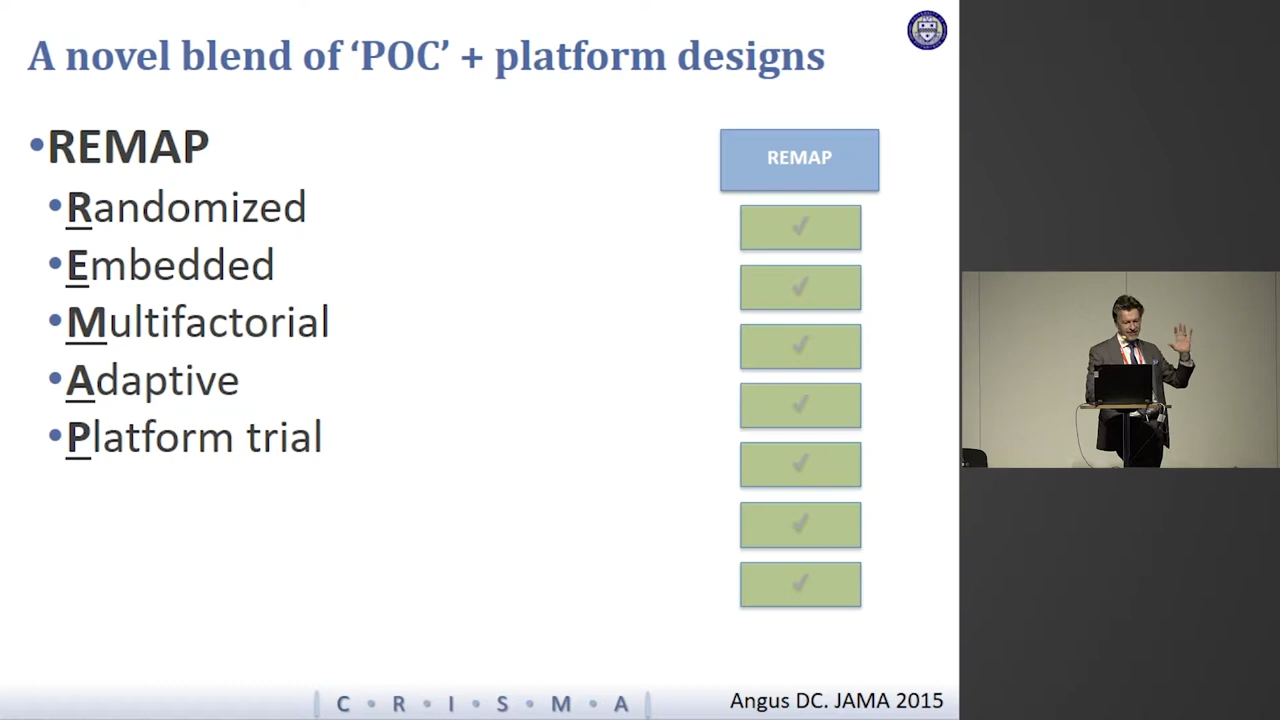 A novel blend of ‘POC’ + platform designs
•REMAP
•Randomized
•Embedded
•Multifactorial
•Adaptive
•Platform trial
REMAP
✓
✓
✓
✓
✓
✓
✓
C • R • I • S • M • A
Angus DC. JAMA 2015